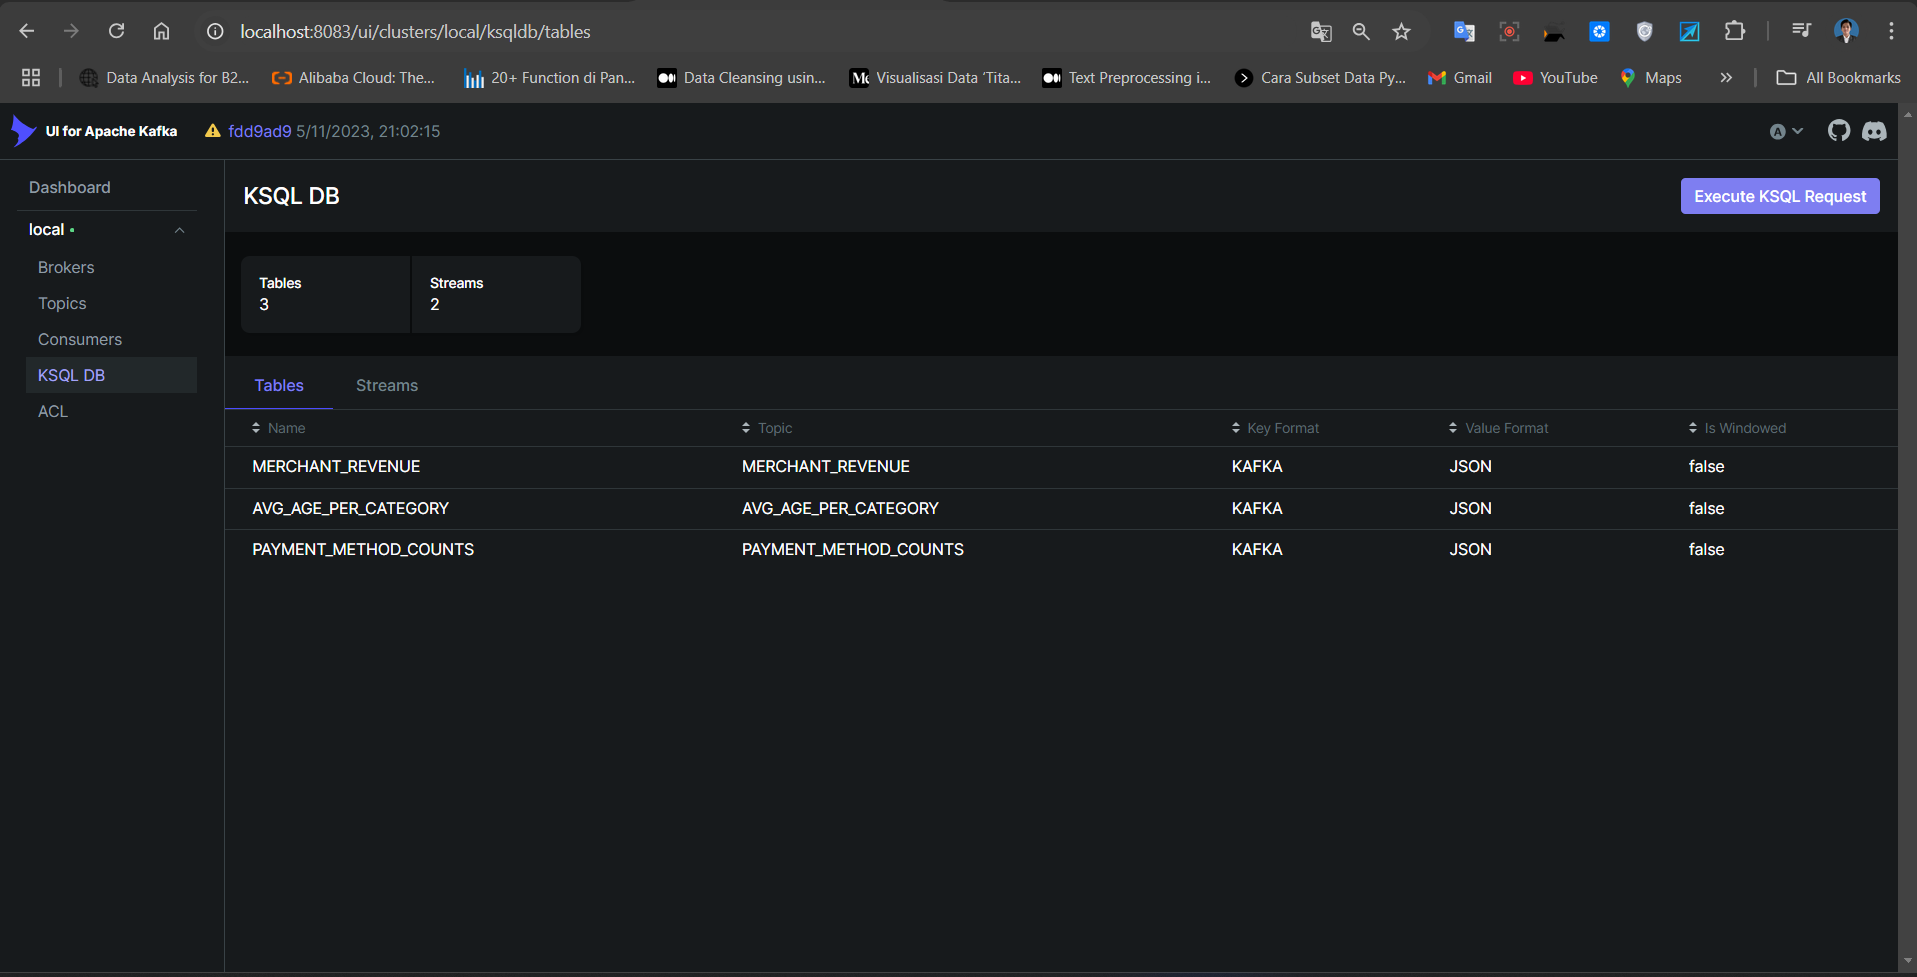 localhost:8083/ui/clusters/local/ksqldb/tables
Data Analysis for B2... Alibaba Cloud: The... 20+ Function di Pan... Data Cleansing usin... Visualisasi Data ‘Tita... Text Preprocessing i... Cara Subset Data Py... Gmail YouTube Maps » All Bookmarks
UI for Apache Kafka fdd9ad9 5/11/2023, 21:02:15 A
Dashboard
local
Brokers
Topics
Consumers
KSQL DB
ACL
KSQL DB Execute KSQL Request
Tables Streams
3 2
Tables Streams
Name Topic Key Format Value Format Is Windowed
MERCHANT_REVENUE MERCHANT_REVENUE KAFKA JSON false
AVG_AGE_PER_CATEGORY AVG_AGE_PER_CATEGORY KAFKA JSON false
PAYMENT_METHOD_COUNTS PAYMENT_METHOD_COUNTS KAFKA JSON false